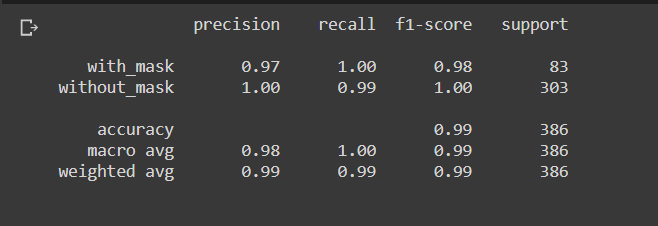 precision recall f1-score support
with_mask 0.97 1.00 0.98 83
without_mask 1.00 0.99 1.00 303
accuracy 0.99 386
macro avg 0.98 1.00 0.99 386
weighted avg 0.99 0.99 0.99 386